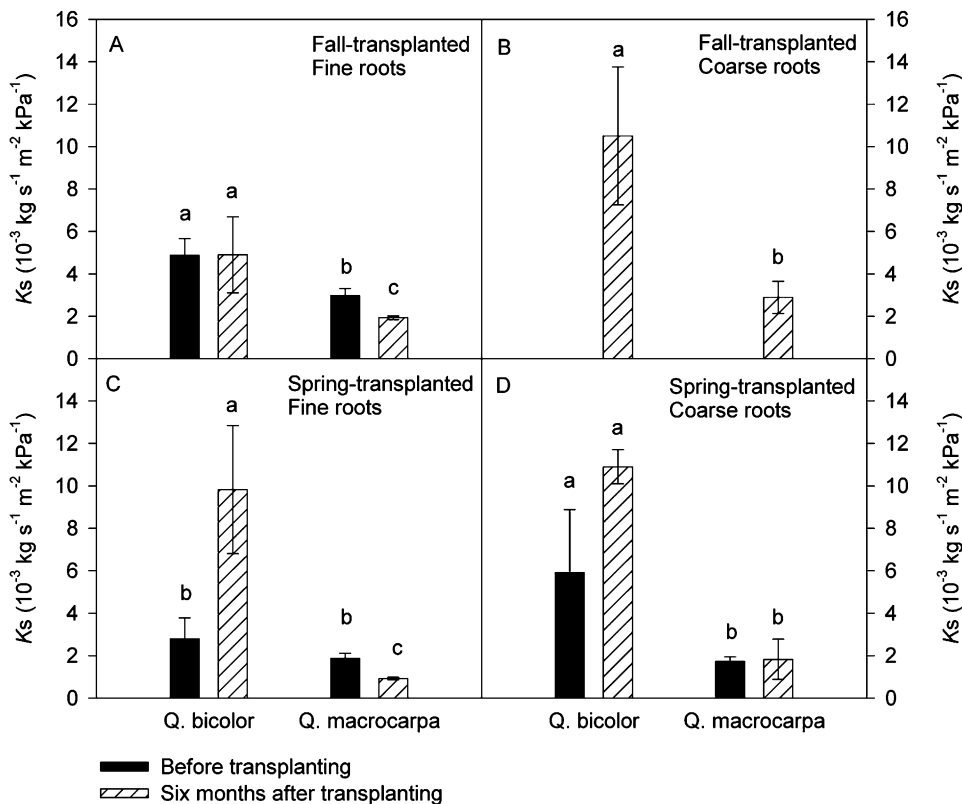 A
Fall-transplanted
Fine roots
16
14
12
10
8
6
4
2
0
Ks (10⁻³ kg s⁻¹ m⁻² kPa⁻¹)
a
a
b
c
B
Fall-transplanted
Coarse roots
a
b
16
14
12
10
8
6
4
2
0
Ks (10⁻³ kg s⁻¹ m⁻² kPa⁻¹)
C
Spring-transplanted
Fine roots
14
12
10
8
6
4
2
0
Ks (10⁻³ kg s⁻¹ m⁻² kPa⁻¹)
b
a
b
c
D
Spring-transplanted
Coarse roots
a
a
b
b
14
12
10
8
6
4
2
0
Ks (10⁻³ kg s⁻¹ m⁻² kPa⁻¹)
Q. bicolor Q. macrocarpa Q. bicolor Q. macrocarpa
Before transplanting
Six months after transplanting